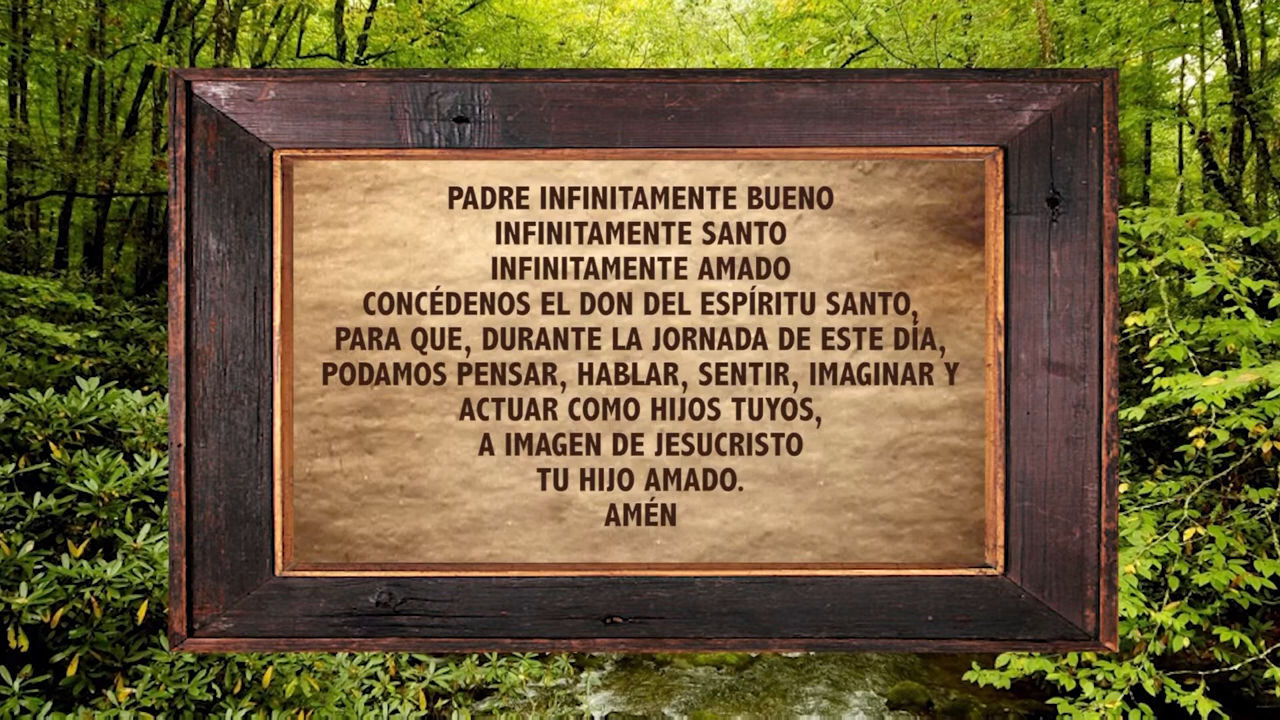 PADRE INFINITAMENTE BUENO
INFINITAMENTE SANTO
INFINITAMENTE AMADO
CONCÉDENOS EL DON DEL ESPÍRITU SANTO,
PARA QUE, DURANTE LA JORNADA DE ESTE DÍA,
PODAMOS PENSAR, HABLAR, SENTIR, IMAGINAR Y
ACTUAR COMO HIJOS TUYOS,
A IMAGEN DE JESUCRISTO
TU HIJO AMADO.
AMÉN